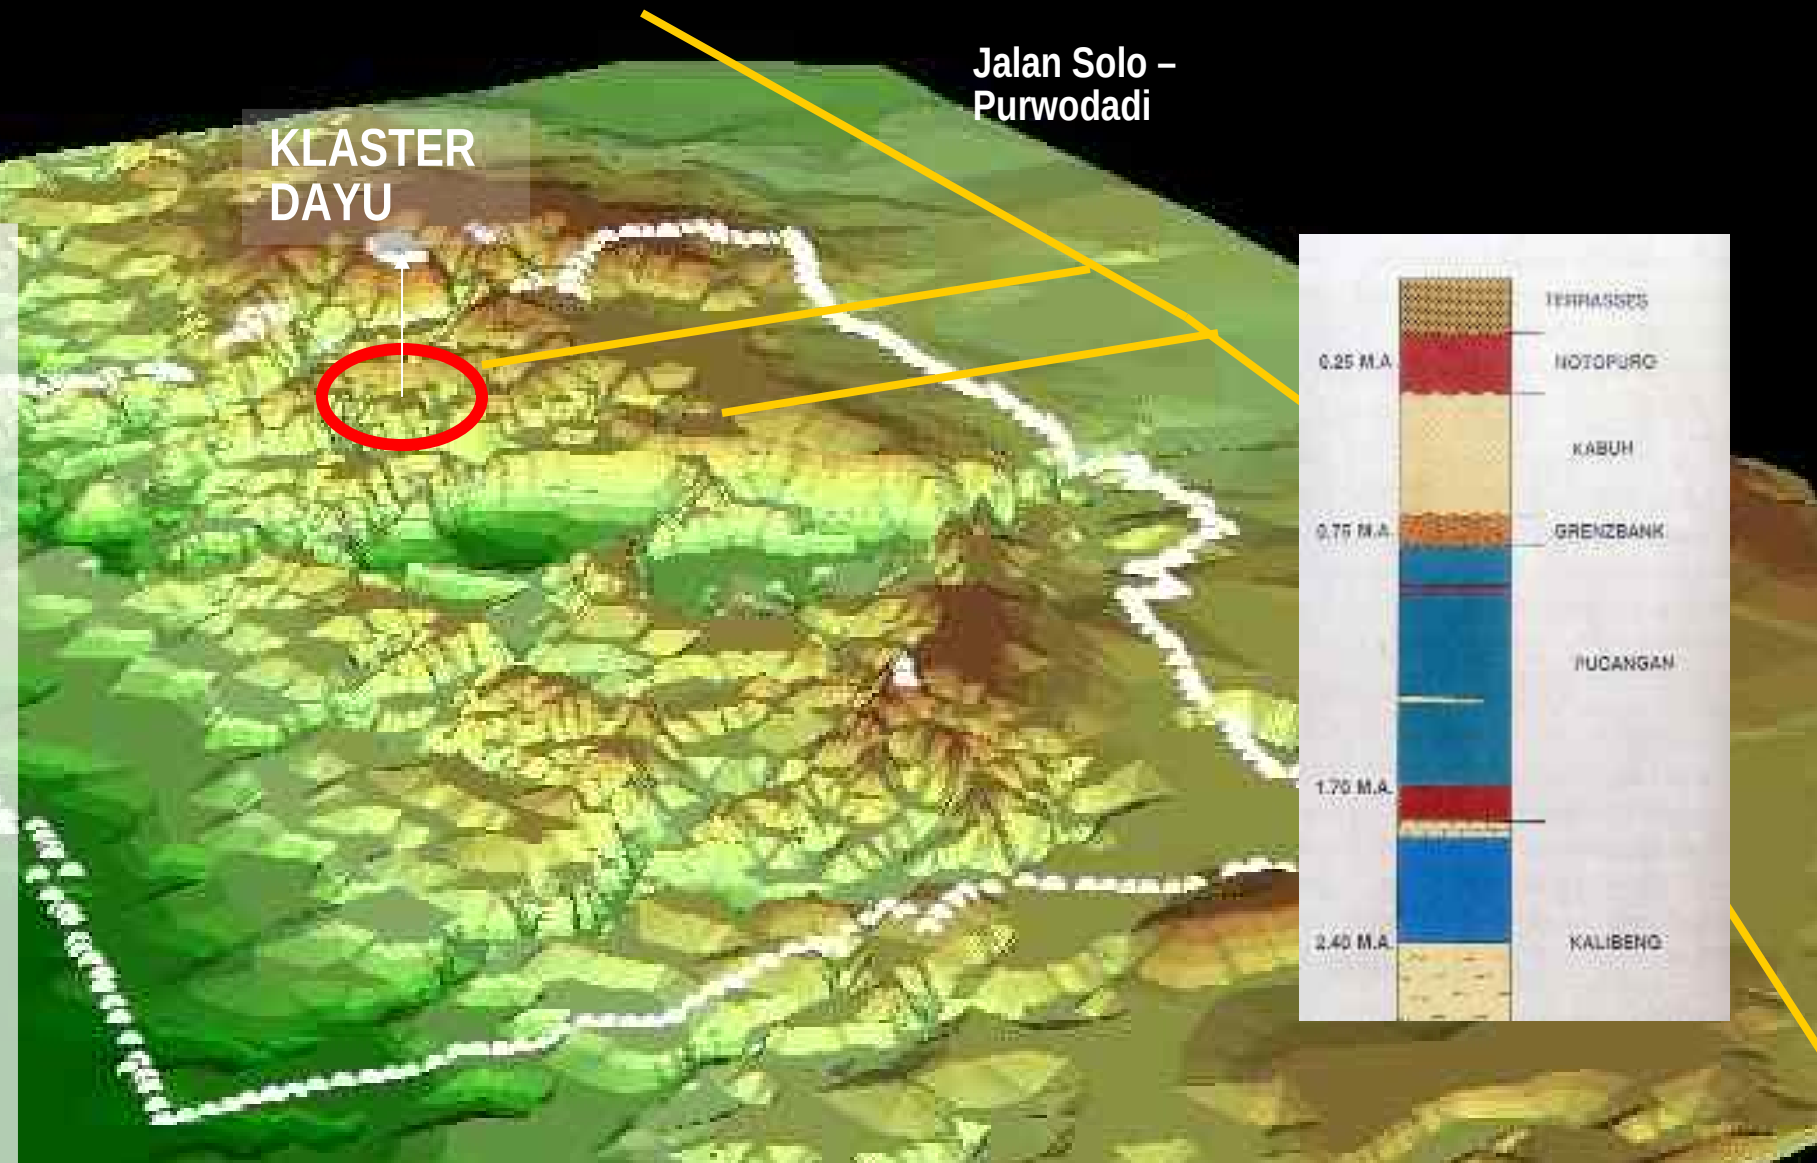 Jalan Solo –
Purwodadi
KLASTER
DAYU
TERRASSES
0.25 M.A
NOTOPURO
KABUH
0.75 M.A
GRENZBANK
PUCANGAN
1.70 M.A.
2.40 M.A.
KALIBENG